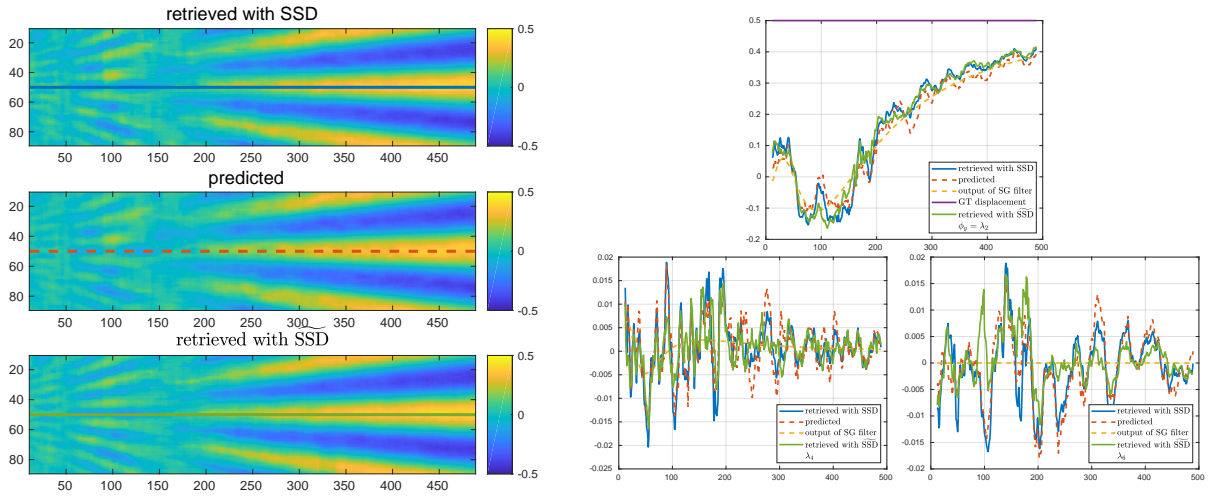 retrieved with SSD
10
20
30
40
50
60
70
80
50 100 150 200 250 300 350 400 450
0.5
0
-0.5
predicted
20
40
60
80
50 100 150 200 250 300 350 400 450
0.5
0
-0.5
retrieved with S͠S͠D
20
40
60
80
50 100 150 200 250 300 350 400 450
0.5
0
-0.5
0.5
0.4
0.3
0.2
0.1
0
-0.1
-0.2
0 100 200 300 400 500
retrieved with SSD
predicted
output of SG filter
GT displacement
retrieved with S͠S͠D
ϕ_y = λ₂
0.02
0.015
0.01
0.005
0
-0.005
-0.01
-0.015
-0.02
-0.025
0 100 200 300 400 500
retrieved with SSD
predicted
output of SG filter
retrieved with S͠S͠D
λ₄
0.02
0.015
0.01
0.005
0
-0.005
-0.01
-0.015
-0.02
0 100 200 300 400 500
retrieved with SSD
predicted
output of SG filter
retrieved with S͠S͠D
λ₆